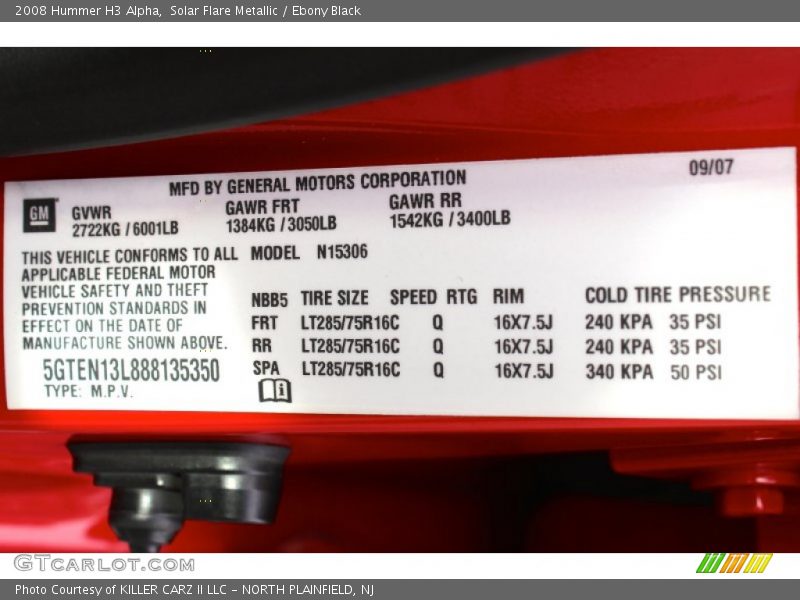 2008 Hummer H3 Alpha,  Solar Flare Metallic / Ebony Black
09/07
MFD BY GENERAL MOTORS CORPORATION
GM
GVWR GAWR FRT GAWR RR
2722KG / 6001LB 1384KG / 3050LB 1542KG / 3400LB
THIS VEHICLE CONFORMS TO ALL MODEL N15306
APPLICABLE FEDERAL MOTOR
VEHICLE SAFETY AND THEFT
PREVENTION STANDARDS IN
EFFECT ON THE DATE OF
MANUFACTURE SHOWN ABOVE.
5GTEN13L888135350
TYPE: M.P.V.
NBB5 TIRE SIZE SPEED RTG RIM COLD TIRE PRESSURE
FRT LT285/75R16C Q 16X7.5J 240 KPA 35 PSI
RR LT285/75R16C Q 16X7.5J 240 KPA 35 PSI
SPA LT285/75R16C Q 16X7.5J 340 KPA 50 PSI
GTCARLOT.COM
Photo Courtesy of KILLER CARZ II LLC - NORTH PLAINFIELD, NJ